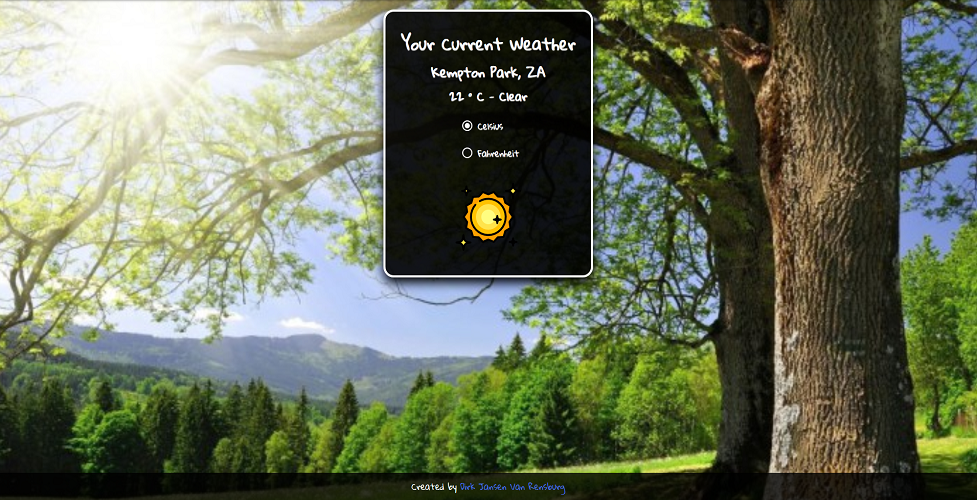 Your Current Weather
Kempton Park, ZA
22 ° C - Clear
Celsius
Fahrenheit
Created by Dirk Jansen Van Rensburg